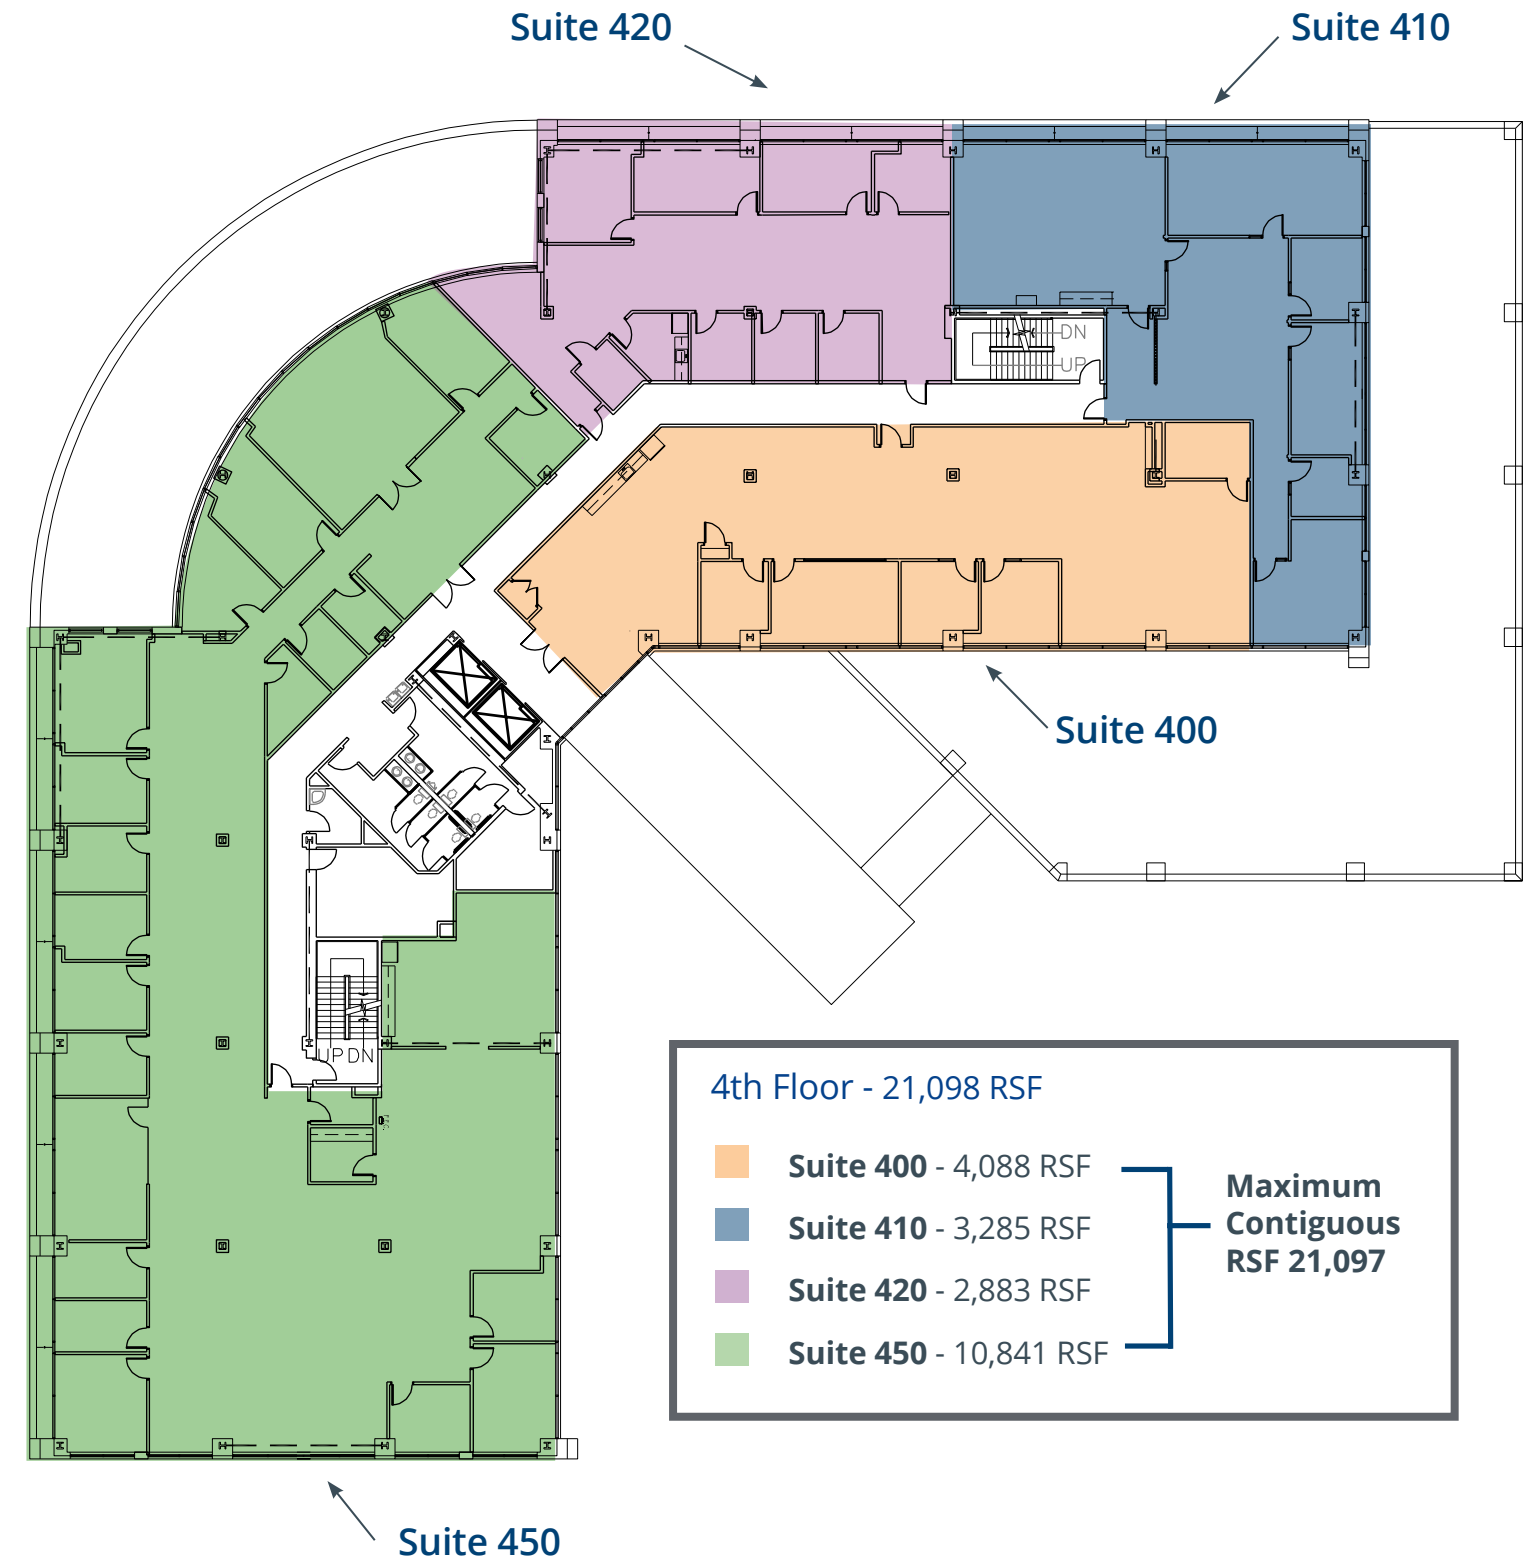 Suite 420
Suite 410
DN
UP
Suite 400
UP DN
4th Floor - 21,098 RSF
Suite 400 - 4,088 RSF
Suite 410 - 3,285 RSF
Suite 420 - 2,883 RSF
Suite 450 - 10,841 RSF
Maximum
Contiguous
RSF 21,097
Suite 450